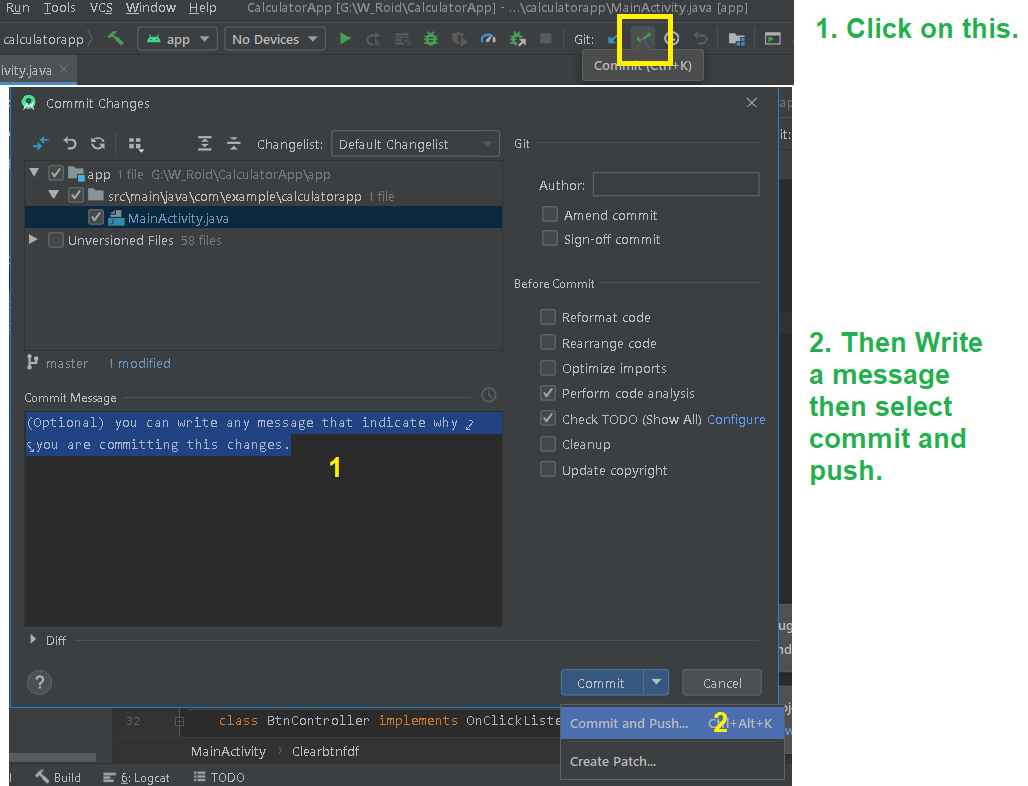 Run Tools VCS Window Help CalculatorApp [G:\W_Roid\CalculatorApp] - ...\calculatorapp\MainActivity.java [app]
calculatorapp app No Devices Git:
ivity.java
Commit (Ctrl+K)
1. Click on this.
Commit Changes
Changelist: Default Changelist
app 1 file G:\W_Roid\CalculatorApp\app
src\main\java\com\example\calculatorapp 1 file
MainActivity.java
Unversioned Files 58 files
master 1 modified
Commit Message
(Optional) you can write any message that indicate why
you are committing this changes.
1
Diff
Git
Author:
Amend commit
Sign-off commit
Before Commit
Reformat code
Rearrange code
Optimize imports
Perform code analysis
Check TODO (Show All) Configure
Cleanup
Update copyright
? Commit Cancel
2. Then Write
a message
then select
commit and
push.
32 class BtnController implements OnClickListe
Commit and Push... Ctrl+Alt+K
2
Create Patch...
MainActivity Clearbtnfdf
Build 6: Logcat TODO